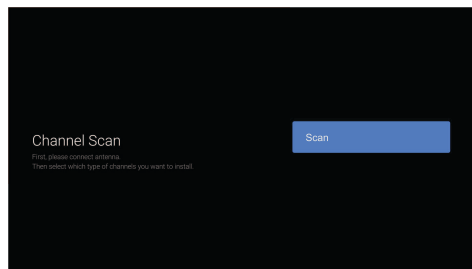 Channel Scan
Scan
First, please connect antenna.
Then select which type of channels you want to install.